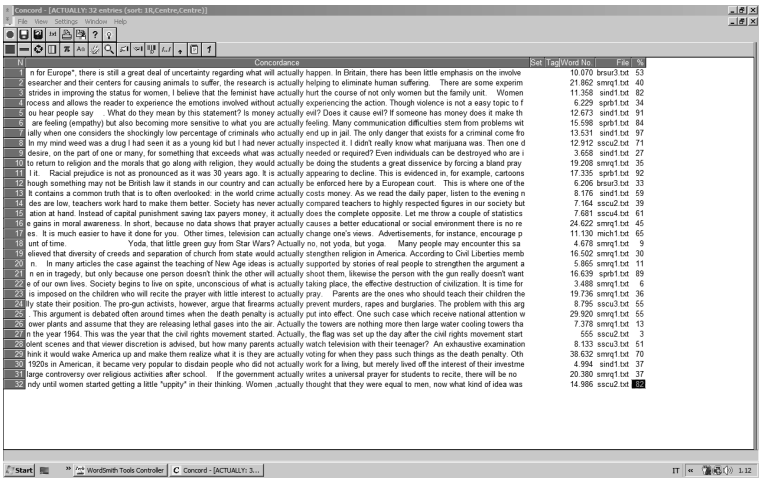 Concord - [ACTUALLY: 32 entries (sort: 1R,Centre,Centre)]
File View Settings Window Help
N Concordance Set Tag Word No. File %
1 n for Europe*, there is still a great deal of uncertainty regarding what will actually happen. In Britain, there has been little emphasis on the involve 10.070 brsur3.txt 53
2 esearcher and their centers for causing animals to suffer, the research is actually helping to eliminate human suffering. There are some experim 21.862 smrq1.txt 40
3 strides in improving the status for women, I believe that the feminist have actually hurt the course of not only women but the family unit. Women 11.358 sind1.txt 82
4 rocess and allows the reader to experience the emotions involved without actually experiencing the action. Though violence is not a easy topic to f 6.229 sprb1.txt 34
5 ou hear people say . What do they mean by this statement? Is money actually evil? Does it cause evil? If someone has money does it make th 12.673 sind1.txt 91
6 are feeling (empathy) but also becoming more sensitive to what you are actually feeling. Many communication difficulties stem from problems wit 15.598 sprb1.txt 84
7 ially when one considers the shockingly low percentage of criminals who actually end up in jail. The only danger that exists for a criminal come fro 13.531 sind1.txt 97
8 In my mind weed was a drug I had seen it as a young kid but I had never actually inspected it. I didn't really know what marijuana was. Then one d 12.912 sscu2.txt 71
9 desire, on the part of one or many, for something that exceeds what was actually needed or required? Even individuals can be destroyed who are i 3.658 sind1.txt 27
10 to return to religion and the morals that go along with religion, they would actually be doing the students a great disservice by forcing a bland pray 19.208 smrq1.txt 35
11 l it. Racial prejudice is not as pronounced as it was 30 years ago. It is actually appearing to decline. This is evidenced in, for example, cartoons 17.335 sprb1.txt 92
12 hough something may not be British law it stands in our country and can actually be enforced here by a European court. This is where one of the 6.206 brsur3.txt 33
13 It contains a common truth that is to often overlooked: in the world crime actually costs money. As we read the daily paper, listen to the evening n 8.176 sind1.txt 59
14 des are low, teachers work hard to make them better. Society has never actually compared teachers to highly respected figures in our society but 7.164 sscu2.txt 39
15 ation at hand. Instead of capital punishment saving tax payers money, it actually does the complete opposite. Let me throw a couple of statistics 7.681 sscu4.txt 61
16 e gains in moral awareness. In short, because no data shows that prayer actually causes a better educational or social environment there is no re 24.622 smrq1.txt 45
17 es. It is much easier to have it done for you. Other times, television can actually change one's views. Advertisements, for instance, encourage p 11.130 mich1.txt 65
18 unt of time. Yoda, that little green guy from Star Wars? Actually no, not yoda, but yoga. Many people may encounter this sa 4.678 smrq1.txt 9
19 elieved that diversity of creeds and separation of church from state would actually stengthen religion in America. According to Civil Liberties memb 16.502 smrq1.txt 30
20 n. In many articles the case against the teaching of New Age ideas is actually supported by stories of real people to strengthen the argument a 5.865 smrq1.txt 11
21 n en in tragedy, but only because one person doesn't think the other will actually shoot them, likewise the person with the gun really doesn't want 16.639 sprb1.txt 89
22 e of our own lives. Society begins to live on spite, unconscious of what is actually taking place, the effective destruction of civilization. It is time for 3.488 smrq1.txt 6
23 is imposed on the children who will recite the prayer with little interest to actually pray. Parents are the ones who should teach their children the 19.736 smrq1.txt 36
24 lly state their position. The pro-gun activists, however, argue that firearms actually prevent murders, rapes and burglaries. The problem with this arg 8.795 sscu3.txt 55
25 . This argument is debated often around times when the death penalty is actually put into effect. One such case which receive national attention w 29.920 smrq1.txt 55
26 ower plants and assume that they are releasing lethal gases into the air. Actually the towers are nothing more then large water cooling towers tha 7.378 smrq1.txt 13
27 n the year 1964. This was the year that the civil rights movement started. Actually, the flag was set up the day after the civil rights movement start 555 sscu2.txt 3
28 olent scenes and that viewer discretion is advised, but how many parents actually watch television with their teenager? An exhaustive examination 8.133 sscu3.txt 51
29 hink it would wake America up and make them realize what it is they are actually voting for when they pass such things as the death penalty. Oth 38.632 smrq1.txt 70
30 1920s in American, it became very popular to disdain people who did not actually work for a living, but merely lived off the interest of their investme 4.994 sind1.txt 37
31 large controversy over religious activities after school. If the government actually writes a universal prayer for students to recite, there will be no 20.380 smrq1.txt 37
32 ndy until women started getting a little "uppity" in their thinking. Women ,actually thought that they were equal to men, now what kind of idea was 14.986 sscu2.txt 82
Start » WordSmith Tools Controller Concord - [ACTUALLY: 3... IT « 1.12